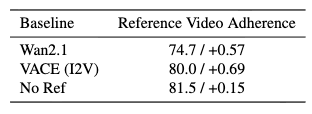 Baseline Reference Video Adherence
Wan2.1 74.7 / +0.57
VACE (I2V) 80.0 / +0.69
No Ref 81.5 / +0.15